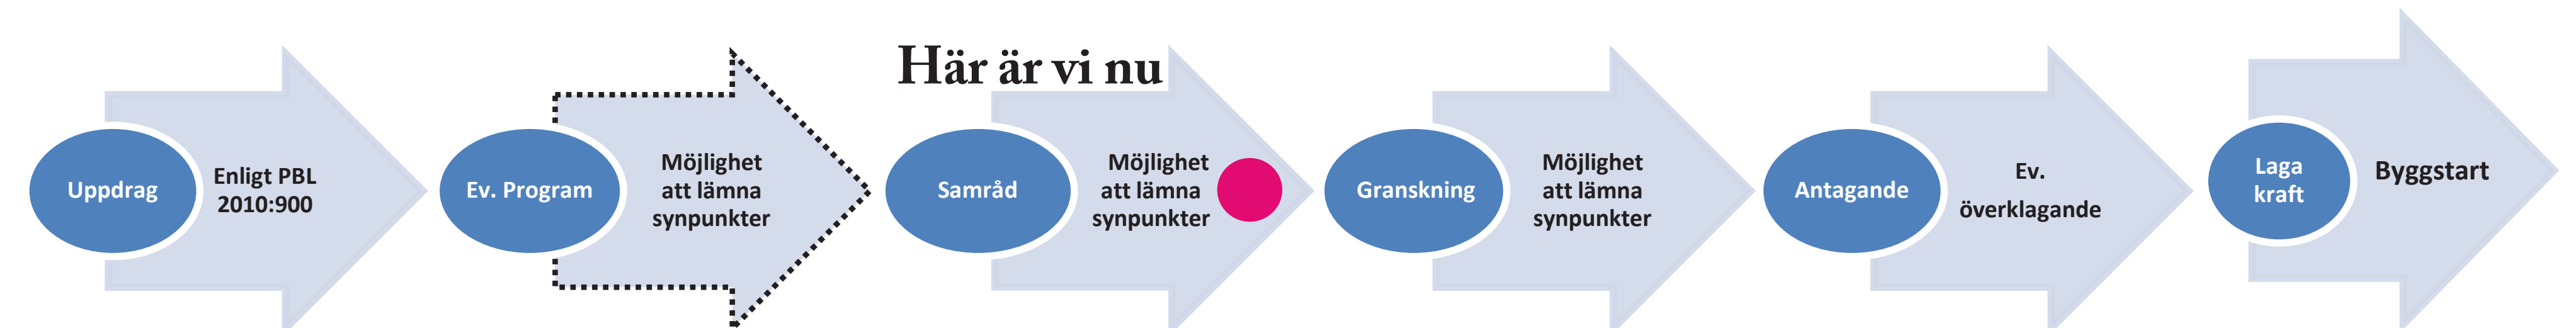 Här är vi nu
Uppdrag
Enligt PBL
2010:900
Ev. Program
Möjlighet
att lämna
synpunkter
Samråd
Möjlighet
att lämna
synpunkter
Granskning
Möjlighet
att lämna
synpunkter
Antagande
Ev.
överklagande
Laga
kraft
Byggstart